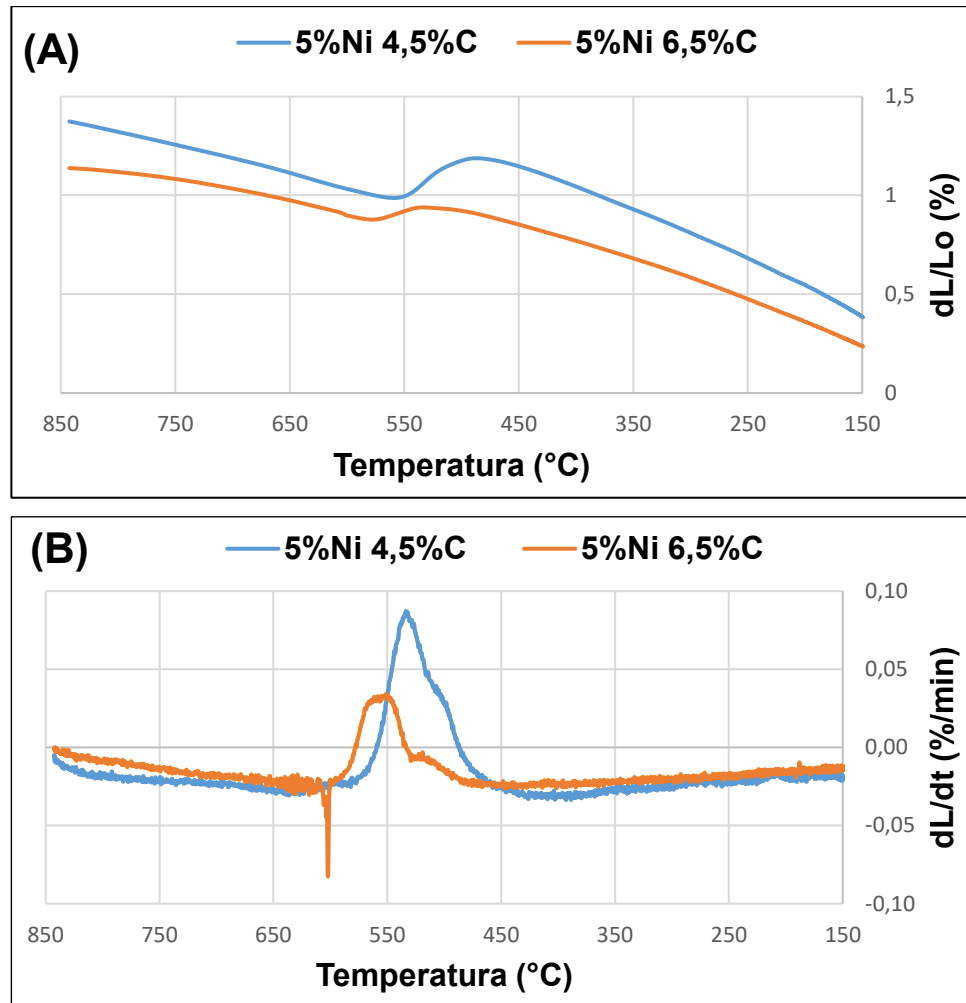 (A)
5%Ni 4,5%C 5%Ni 6,5%C
1,5
1
0,5
0
dL/Lo (%)
850 750 650 550 450 350 250 150
Temperatura (°C)
(B)
5%Ni 4,5%C 5%Ni 6,5%C
0,10
0,05
0,00
-0,05
-0,10
dL/dt (%/min)
850 750 650 550 450 350 250 150
Temperatura (°C)